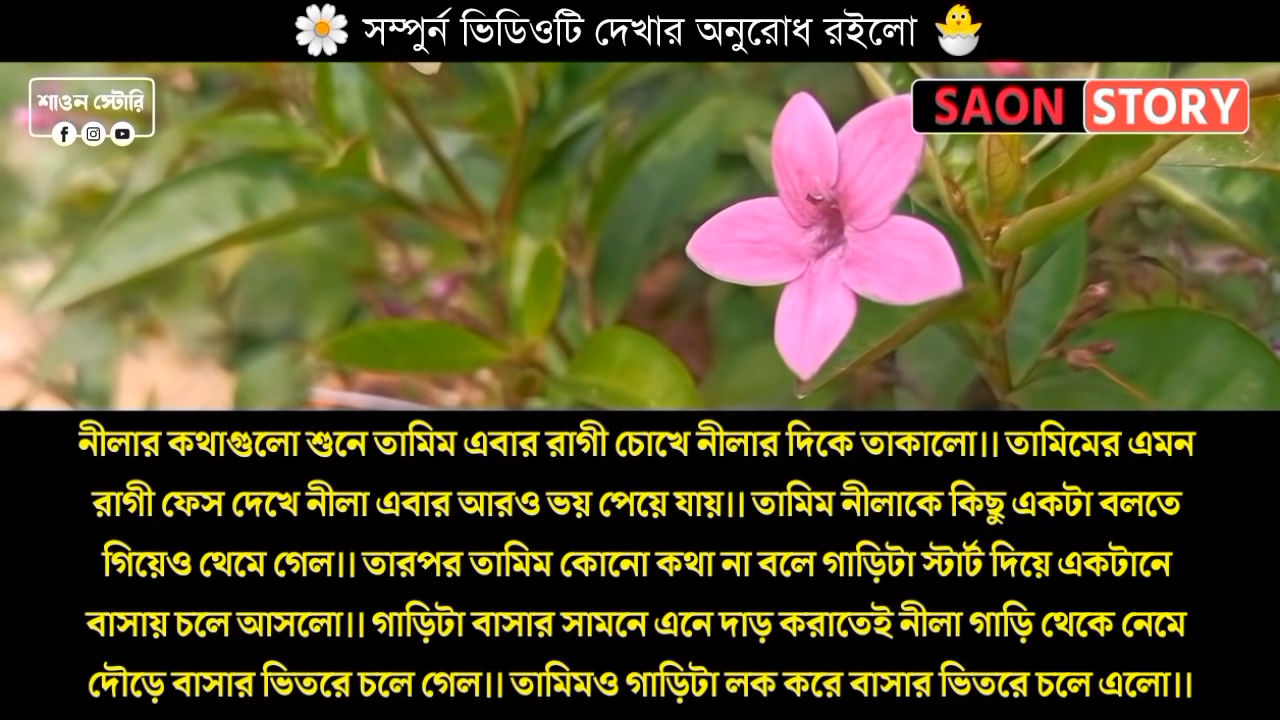 সম্পুর্ন ভিডিওটি দেখার অনুরোধ রইলো
শাওন স্টোরি
SAON STORY
নীলার কথাগুলো শুনে তামিম এবার রাগী চোখে নীলার দিকে তাকালো।। তামিমের এমন
রাগী ফেস দেখে নীলা এবার আরও ভয় পেয়ে যায়।। তামিম নীলাকে কিছু একটা বলতে
গিয়েও থেমে গেল।। তারপর তামিম কোনো কথা না বলে গাড়িটা স্টার্ট দিয়ে একটানে
বাসায় চলে আসলো।। গাড়িটা বাসার সামনে এনে দাড় করাতেই নীলা গাড়ি থেকে নেমে
দৌড়ে বাসার ভিতরে চলে গেল।। তামিমও গাড়িটা লক করে বাসার ভিতরে চলে এলো।।